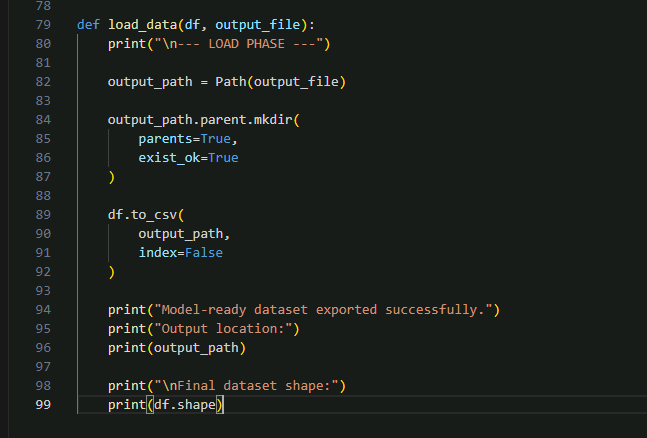 78
79 def load_data(df, output_file):
80     print("\n--- LOAD PHASE ---")
81
82     output_path = Path(output_file)
83
84     output_path.parent.mkdir(
85         parents=True,
86         exist_ok=True
87     )
88
89     df.to_csv(
90         output_path,
91         index=False
92     )
93
94     print("Model-ready dataset exported successfully.")
95     print("Output location:")
96     print(output_path)
97
98     print("\nFinal dataset shape:")
99     print(df.shape)